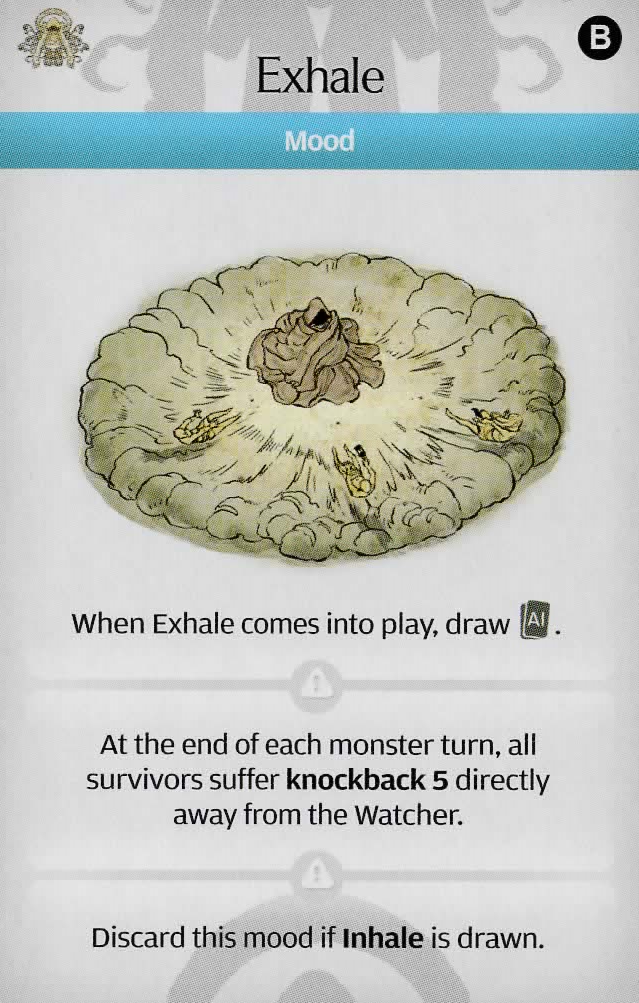 B
Exhale
Mood
When Exhale comes into play, draw AI .
At the end of each monster turn, all
survivors suffer knockback 5 directly
away from the Watcher.
Discard this mood if Inhale is drawn.